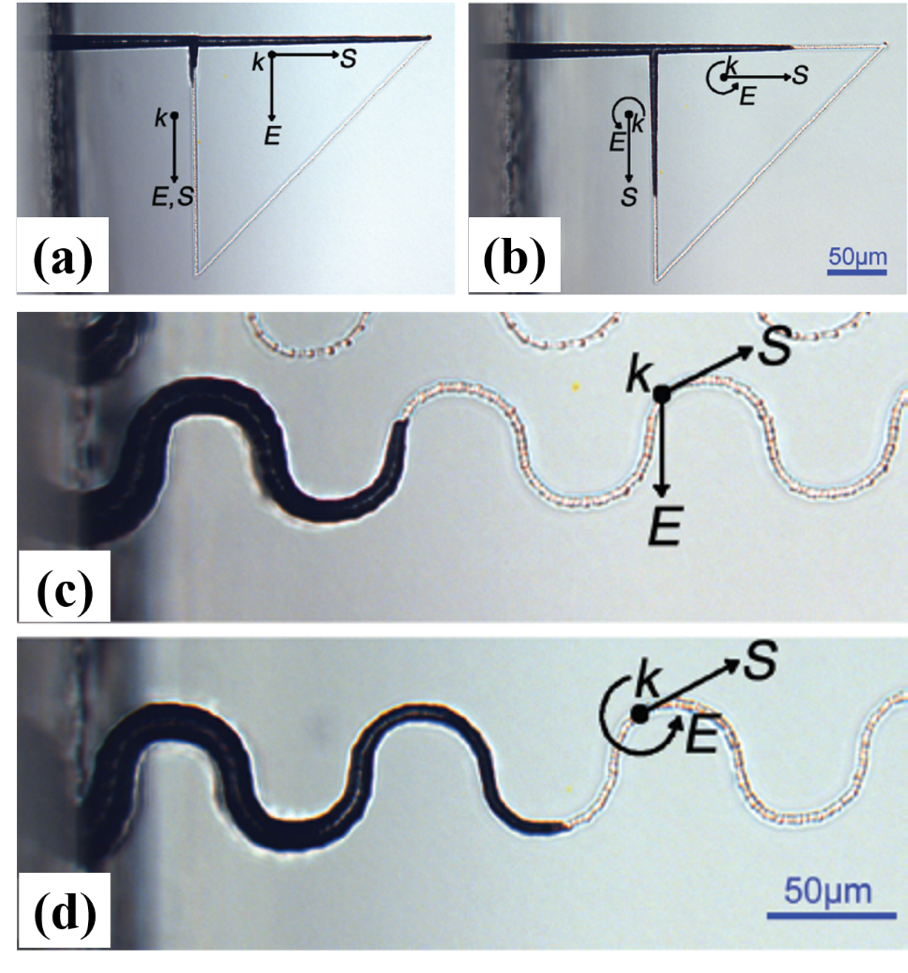 k S
k E
E,S
(a)
k S
E
E k
S
(b) 50μm
k S
E
(c)
k S
E
(d) 50μm